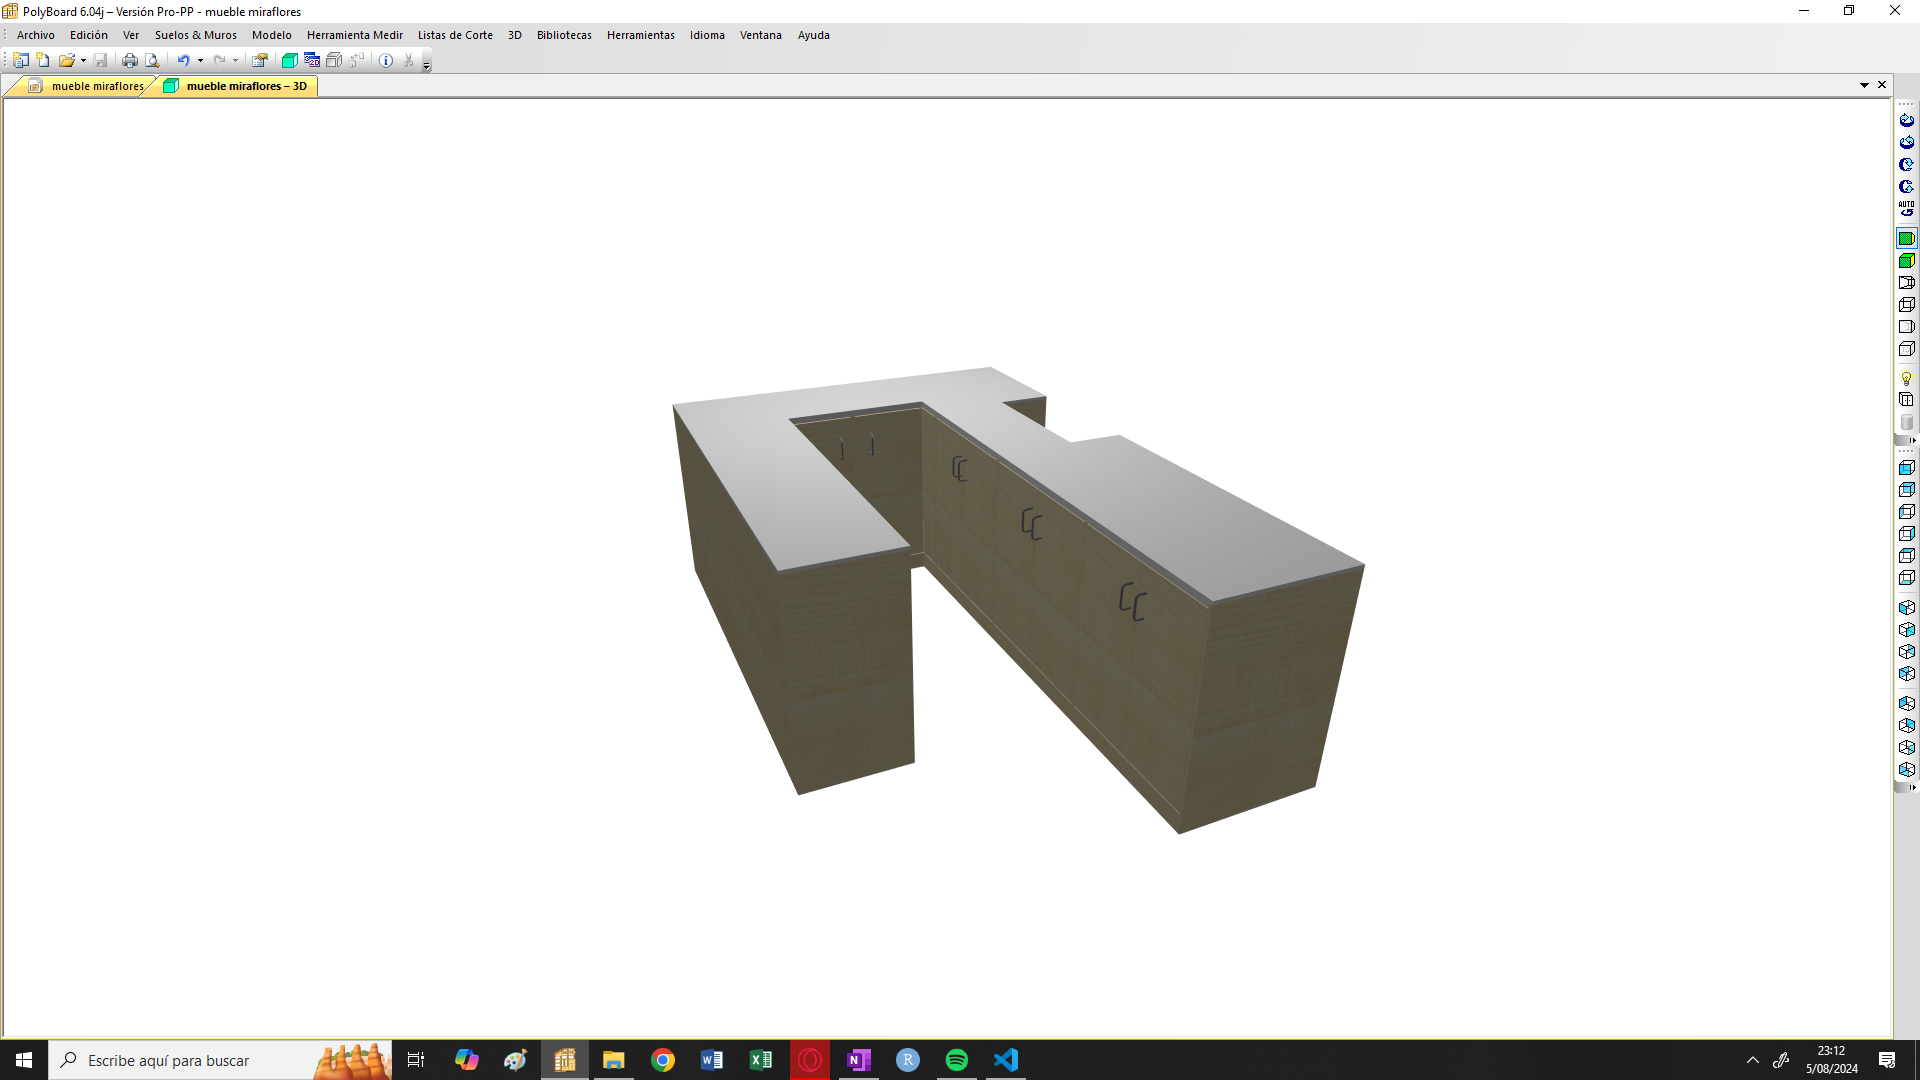 PolyBoard 6.04j – Versión Pro-PP - mueble miraflores
Archivo Edición Ver Suelos & Muros Modelo Herramienta Medir Listas de Corte 3D Bibliotecas Herramientas Idioma Ventana Ayuda
mueble miraflores mueble miraflores – 3D
AUTO
Escribe aquí para buscar
23:12
5/08/2024